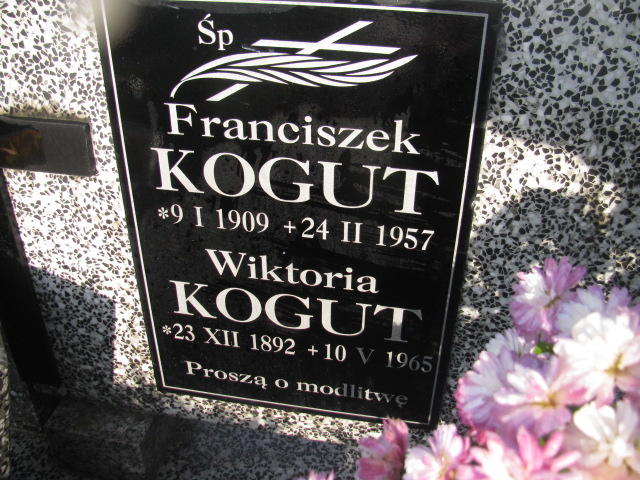 Śp
Franciszek
KOGUT
*9 I 1909 +24 II 1957
Wiktoria
KOGUT
*23 XII 1892 +10 V 1965
Proszą o modlitwę